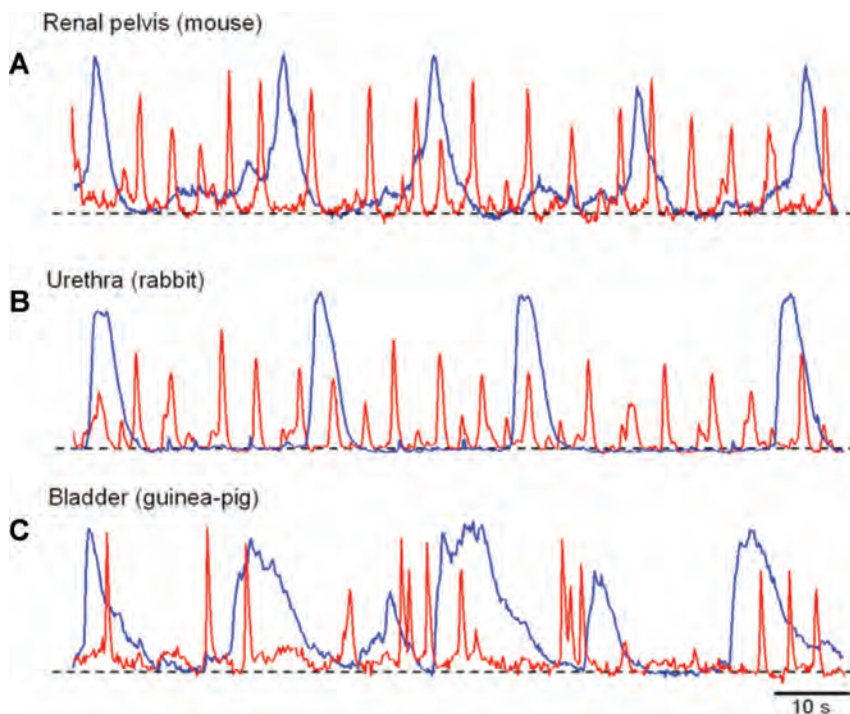 Renal pelvis (mouse)
A
Urethra (rabbit)
B
Bladder (guinea-pig)
C
10 s